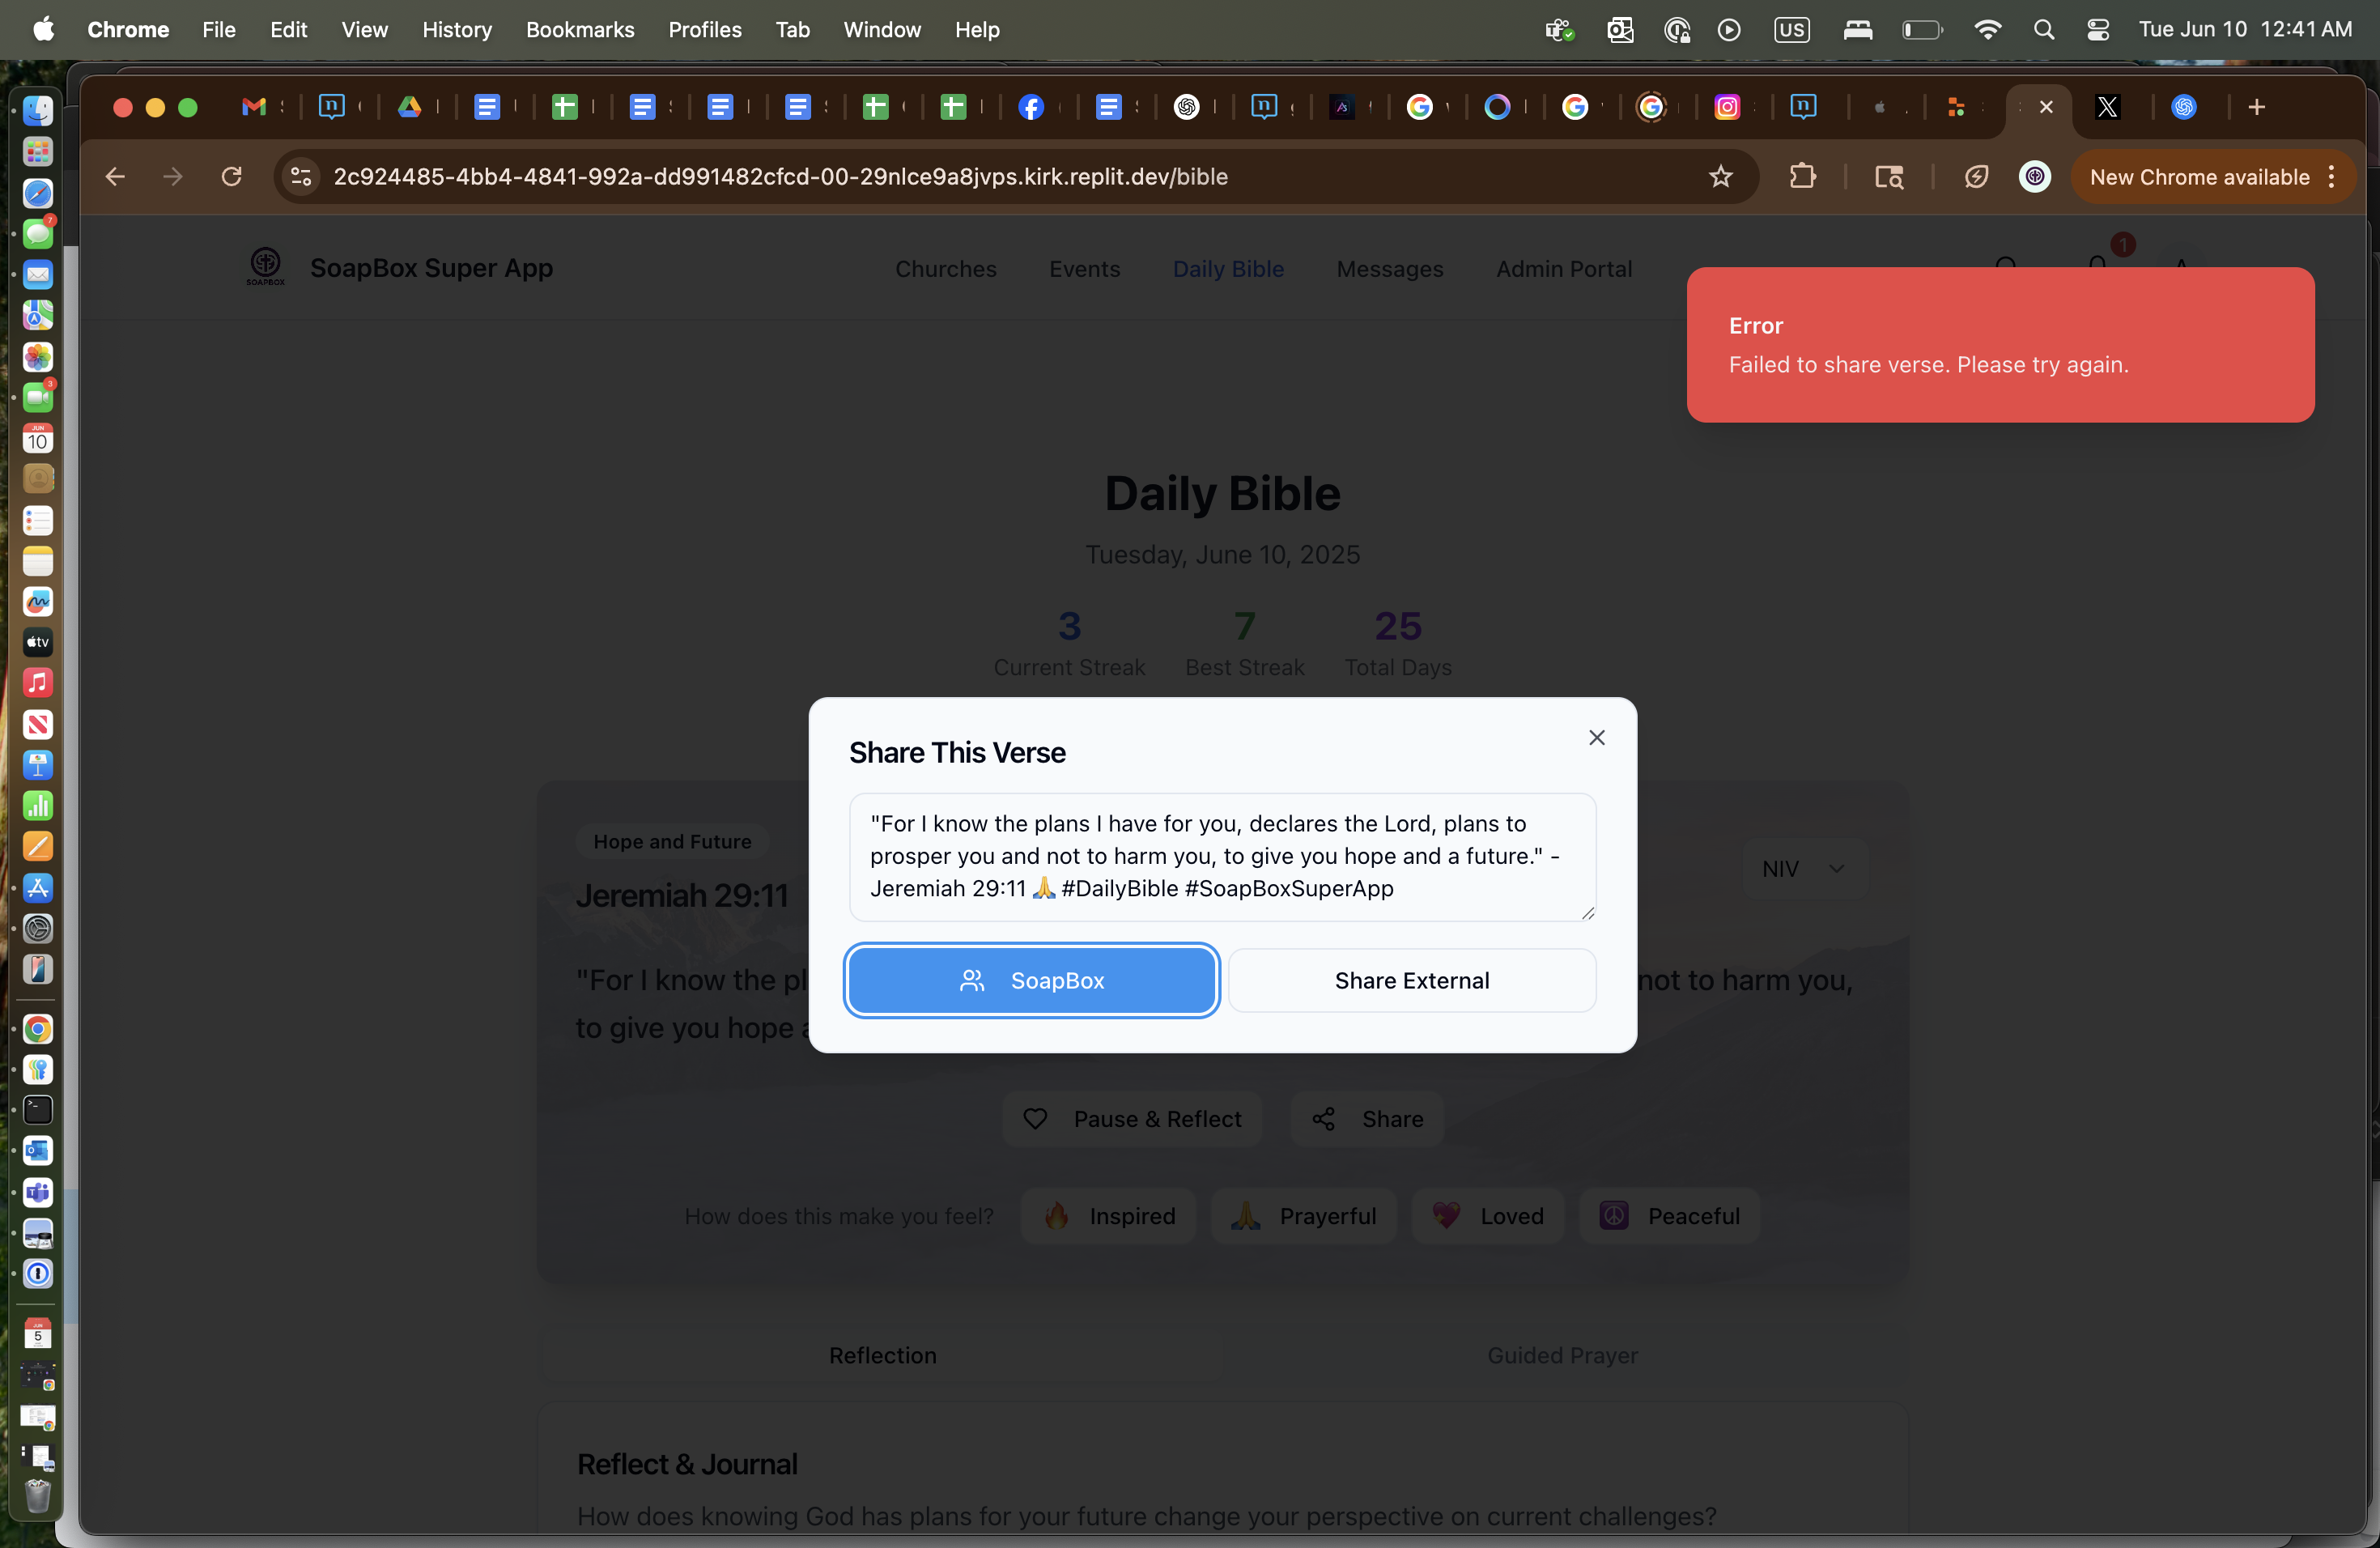 Chrome File Edit View History Bookmarks Profiles Tab Window Help
US
Tue Jun 10 12:41 AM
2c924485-4bb4-4841-992a-dd991482cfcd-00-29nlce9a8jvps.kirk.replit.dev/bible
New Chrome available
SOAPBOX
SoapBox Super App
Churches Events Daily Bible Messages Admin Portal
1
Error
Failed to share verse. Please try again.
Daily Bible
Tuesday, June 10, 2025
3 7 25
Current Streak Best Streak Total Days
Share This Verse
"For I know the plans I have for you, declares the Lord, plans to
prosper you and not to harm you, to give you hope and a future." -
Jeremiah 29:11 🙏 #DailyBible #SoapBoxSuperApp
SoapBox
Share External
Hope and Future
Jeremiah 29:11
NIV
"For I know the pl
not to harm you,
to give you hope a
Pause & Reflect
Share
How does this make you feel?
🔥 Inspired
🙏 Prayerful
💖 Loved
☮️ Peaceful
Reflection
Guided Prayer
Reflect & Journal
How does knowing God has plans for your future change your perspective on current challenges?
7
3
JUN
10
tv
JUN
5